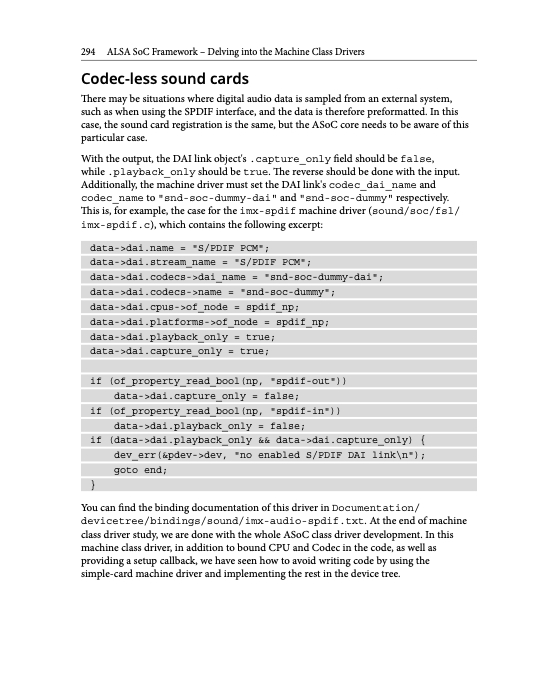 294 ALSA SoC Framework – Delving into the Machine Class Drivers
Codec-less sound cards
There may be situations where digital audio data is sampled from an external system,
such as when using the SPDIF interface, and the data is therefore preformatted. In this
case, the sound card registration is the same, but the ASoC core needs to be aware of this
particular case.
With the output, the DAI link object's .capture_only field should be false,
while .playback_only should be true. The reverse should be done with the input.
Additionally, the machine driver must set the DAI link's codec_dai_name and
codec_name to "snd-soc-dummy-dai" and "snd-soc-dummy" respectively.
This is, for example, the case for the imx-spdif machine driver (sound/soc/fsl/
imx-spdif.c), which contains the following excerpt:
data->dai.name = "S/PDIF PCM";
data->dai.stream_name = "S/PDIF PCM";
data->dai.codecs->dai_name = "snd-soc-dummy-dai";
data->dai.codecs->name = "snd-soc-dummy";
data->dai.cpus->of_node = spdif_np;
data->dai.platforms->of_node = spdif_np;
data->dai.playback_only = true;
data->dai.capture_only = true;
if (of_property_read_bool(np, "spdif-out"))
    data->dai.capture_only = false;
if (of_property_read_bool(np, "spdif-in"))
    data->dai.playback_only = false;
if (data->dai.playback_only && data->dai.capture_only) {
    dev_err(&pdev->dev, "no enabled S/PDIF DAI link\n");
    goto end;
}
You can find the binding documentation of this driver in Documentation/
devicetree/bindings/sound/imx-audio-spdif.txt. At the end of machine
class driver study, we are done with the whole ASoC class driver development. In this
machine class driver, in addition to bound CPU and Codec in the code, as well as
providing a setup callback, we have seen how to avoid writing code by using the
simple-card machine driver and implementing the rest in the device tree.